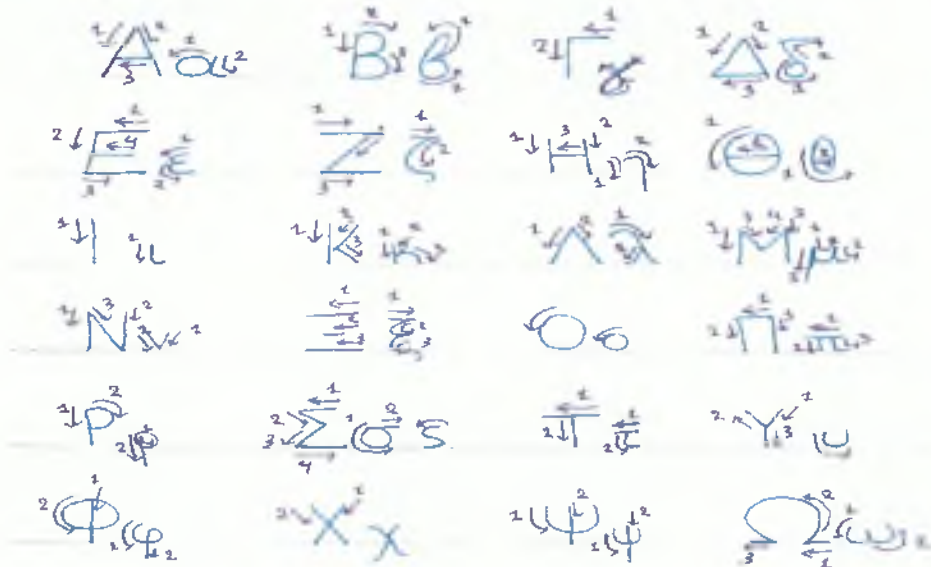 Α α Β β Γ γ Δ δ
Ε ε Ζ ζ Η η Θ θ
Ι ι Κ κ Λ λ Μ μ
Ν ν Ξ ξ Ο ο Π π
Ρ ρ Σ σ ς Τ τ Υ υ
Φ φ Χ χ Ψ ψ Ω ω